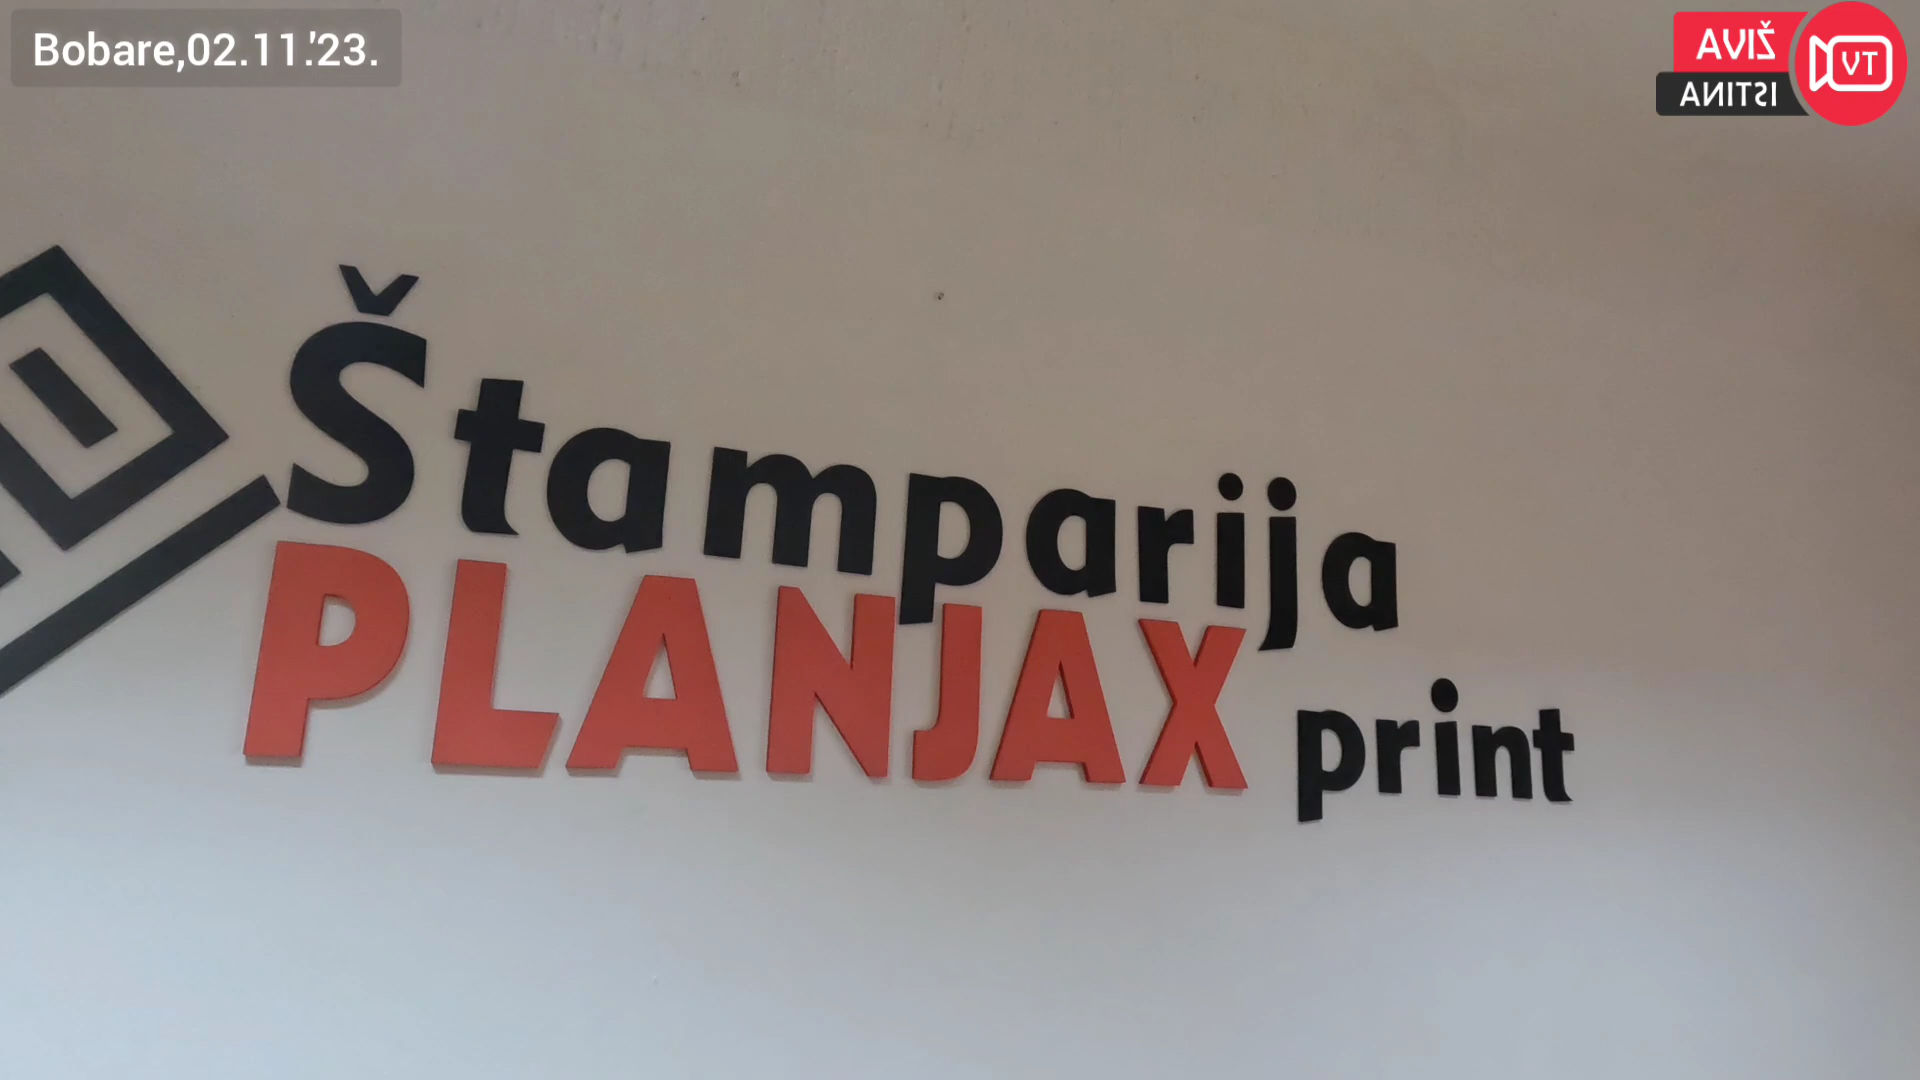 Bobare,02.11.'23.
ŽIVA
ISTINA
TV
Štamparija
PLANJAX print